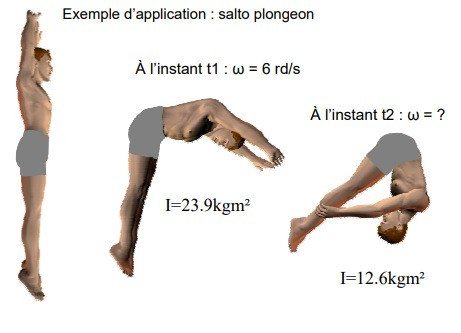 Exemple d’application : salto plongeon
À l’instant t1 : ω = 6 rd/s
À l’instant t2 : ω = ?
I=23.9kgm²
I=12.6kgm²